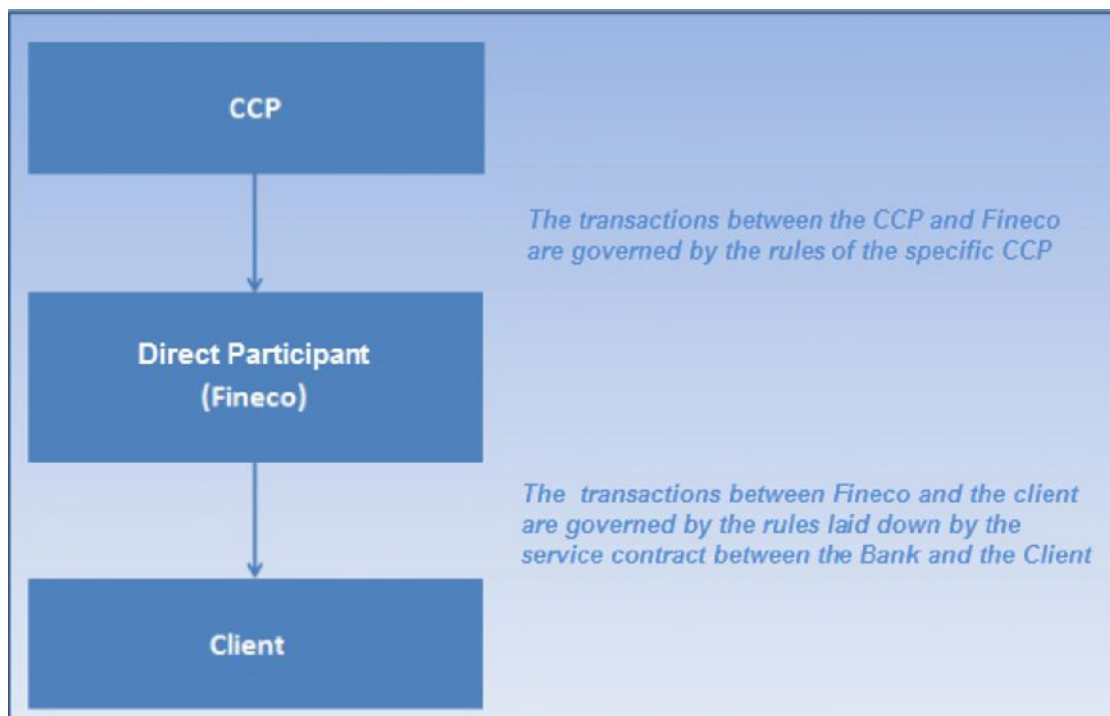 CCP
The transactions between the CCP and Fineco
are governed by the rules of the specific CCP
Direct Participant
(Fineco)
The transactions between Fineco and the client
are governed by the rules laid down by the
service contract between the Bank and the Client
Client